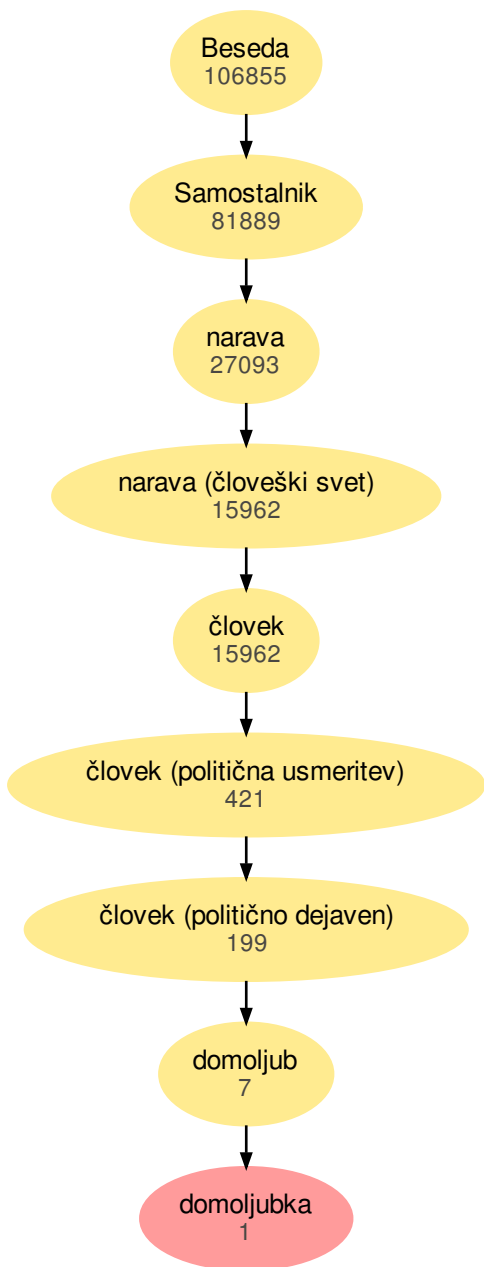 Beseda
106855
Samostalnik
81889
narava
27093
narava (človeški svet)
15962
človek
15962
človek (politična usmeritev)
421
človek (politično dejaven)
199
domoljub
7
domoljubka
1